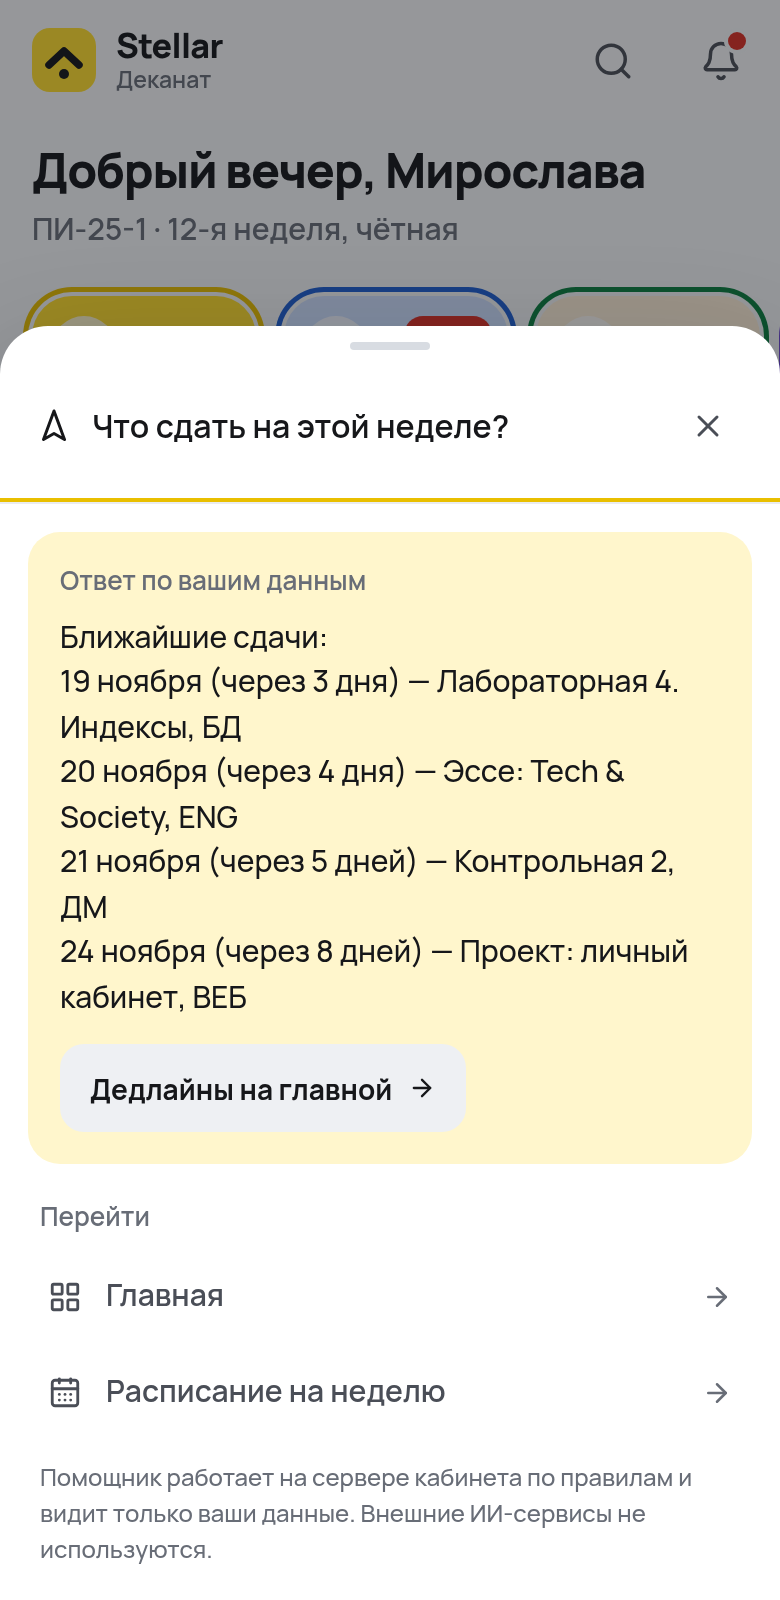 Stellar
Деканат
Добрый вечер, Мирослава
ПИ-25-1 · 12-я неделя, чётная
Что сдать на этой неделе?
Ответ по вашим данным
Ближайшие сдачи:
19 ноября (через 3 дня) — Лабораторная 4.
Индексы, БД
20 ноября (через 4 дня) — Эссе: Tech &
Society, ENG
21 ноября (через 5 дней) — Контрольная 2,
ДМ
24 ноября (через 8 дней) — Проект: личный
кабинет, ВЕБ
Дедлайны на главной
Перейти
Главная
Расписание на неделю
Помощник работает на сервере кабинета по правилам и
видит только ваши данные. Внешние ИИ-сервисы не
используются.